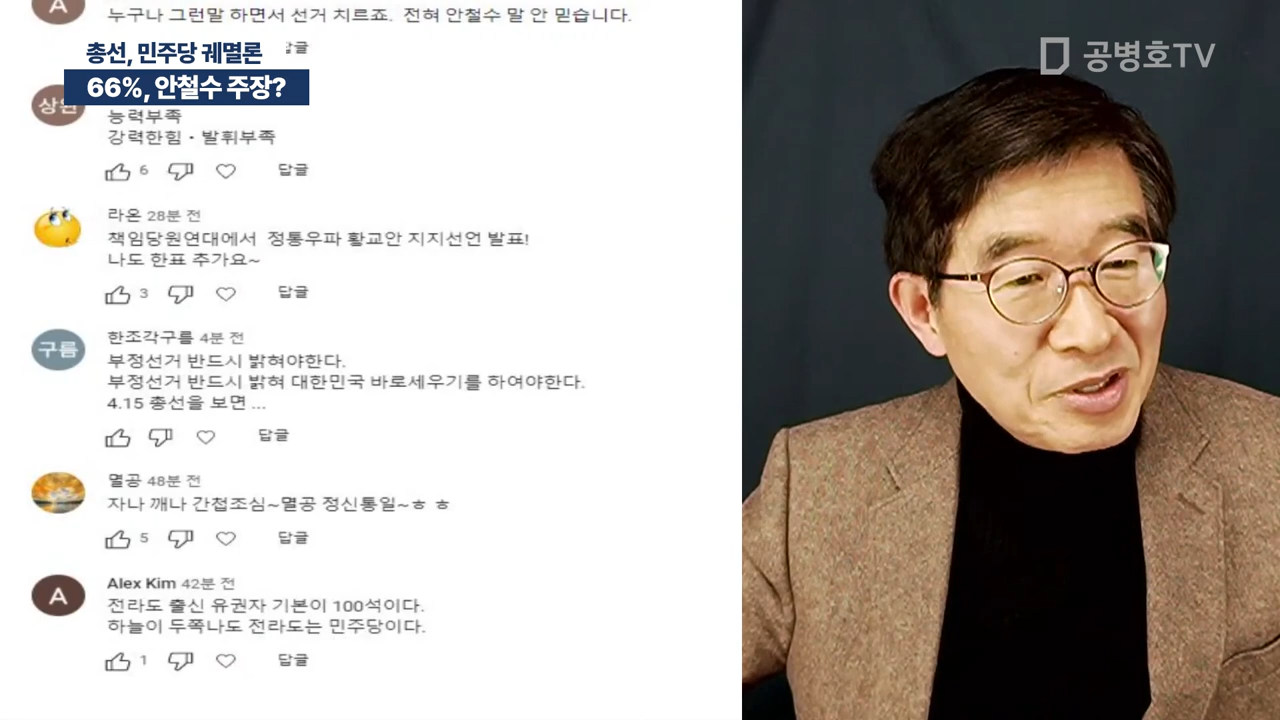 A
누구나 그런말 하면서 선거 치르죠. 전혀 안철수 말 안 믿습니다.
총선, 민주당 궤멸론
66%, 안철수 주장?
능력부족
강력한힘・발휘부족
6
답글
라온 28분 전
책임당원연대에서 정통우파 황교안 지지선언 발표!
나도 한표 추가요~
3
답글
구름
한조각구름 4분 전
부정선거 반드시 밝혀야한다.
부정선거 반드시 밝혀 대한민국 바로세우기를 하여야한다.
4.15 총선을 보면 ...
답글
멸공 48분 전
자나 깨나 간첩조심~멸공 정신통일~ㅎ ㅎ
5
답글
A
Alex Kim 42분 전
전라도 출신 유권자 기본이 100석이다.
하늘이 두쪽나도 전라도는 민주당이다.
1
답글
공병호TV